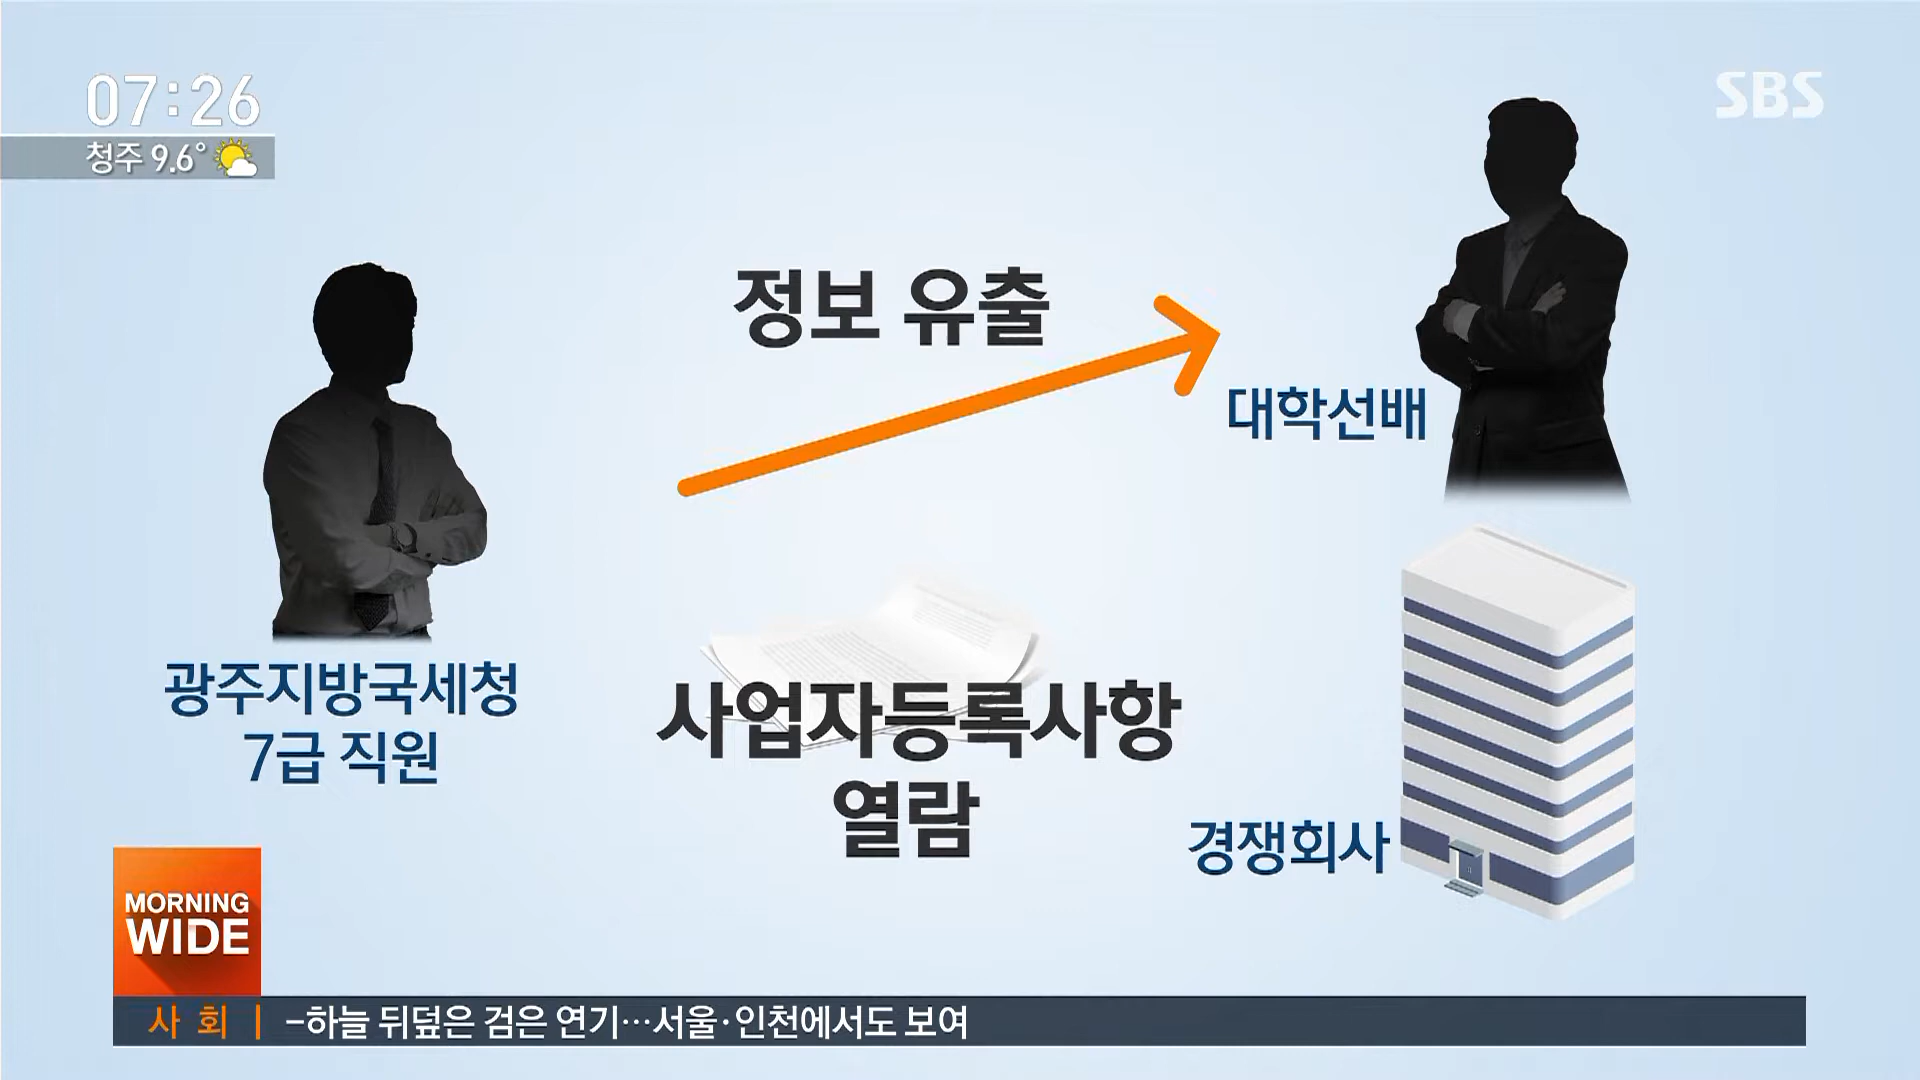 07:26
SBS
청주 9.6°
정보 유출
대학선배
광주지방국세청
7급 직원
사업자등록사항
열람
경쟁회사
MORNING
WIDE
사 회 | -하늘 뒤덮은 검은 연기…서울·인천에서도 보여